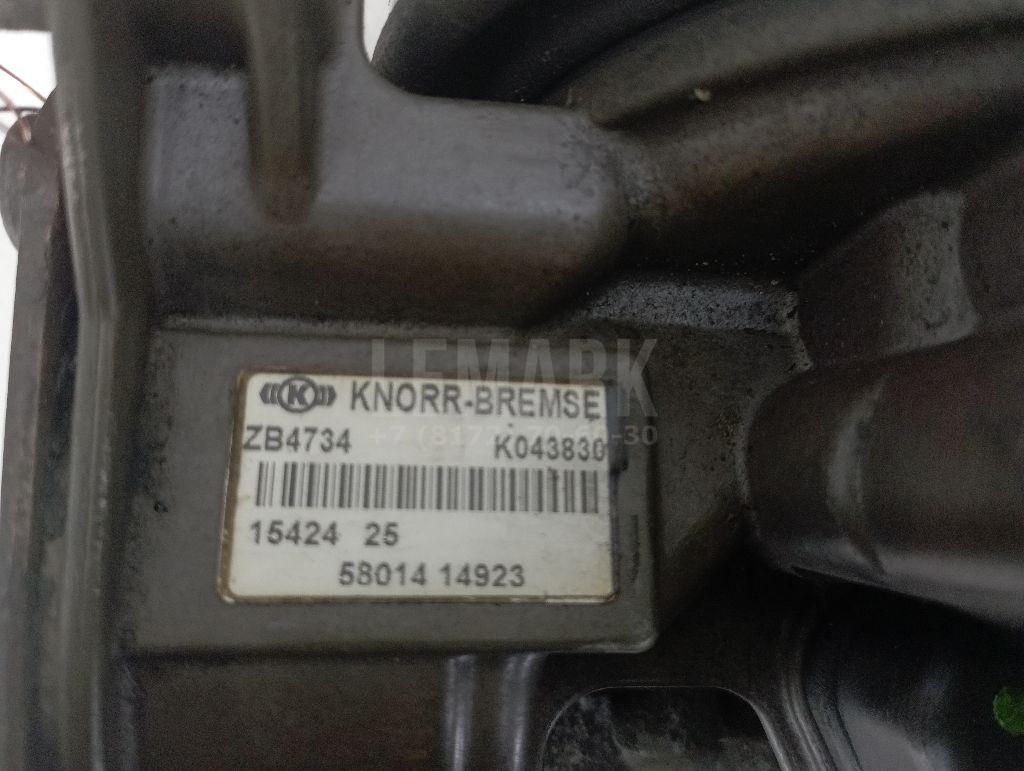 LEMARK
K KNORR-BREMSE
ZB4734 K043830
15424 25
58014 14923